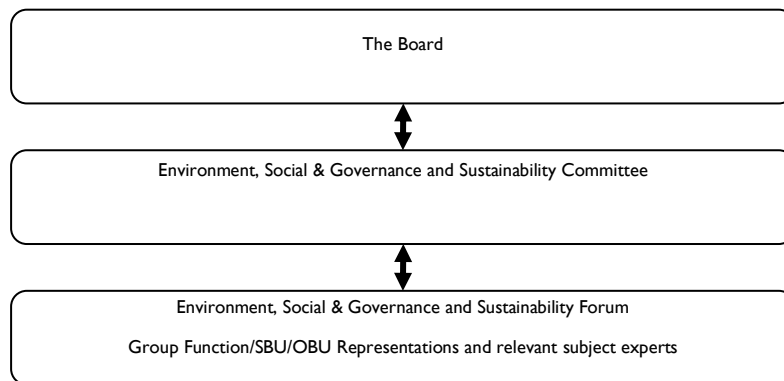 The Board
Environment, Social & Governance and Sustainability Committee
Environment, Social & Governance and Sustainability Forum
Group Function/SBU/OBU Representations and relevant subject experts